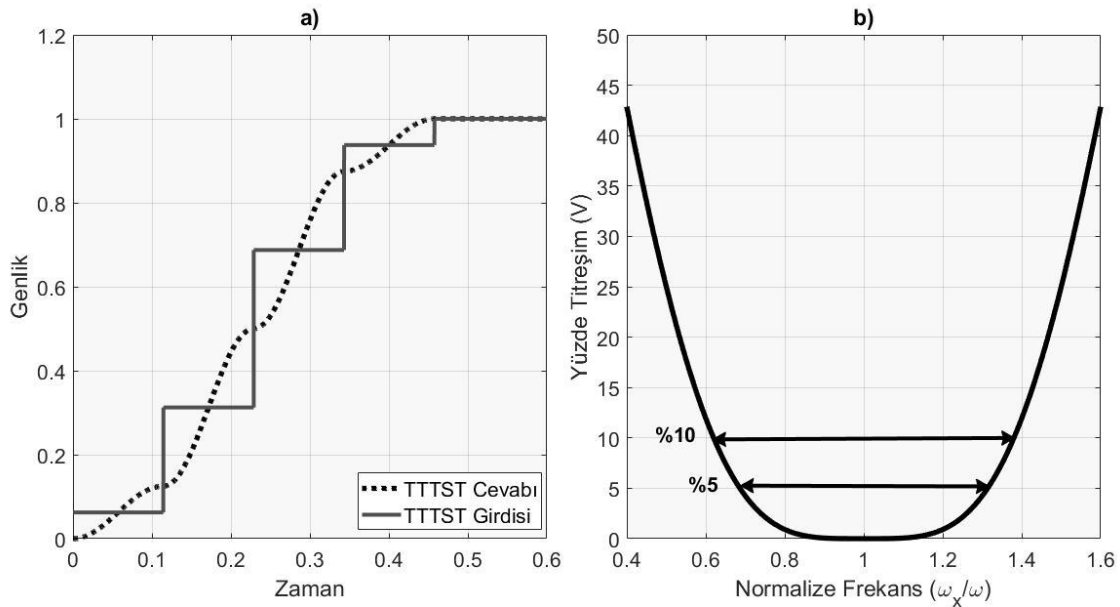 a)
1.2
1
0.8
0.6
0.4
0.2
0
0 0.1 0.2 0.3 0.4 0.5 0.6
Genlik
Zaman
TTTST Cevabı
TTTST Girdisi
b)
50
45
40
35
30
25
20
15
10
5
0
0.4 0.6 0.8 1 1.2 1.4 1.6
Yüzde Titreşim (V)
Normalize Frekans (ωx/ω)
%10
%5